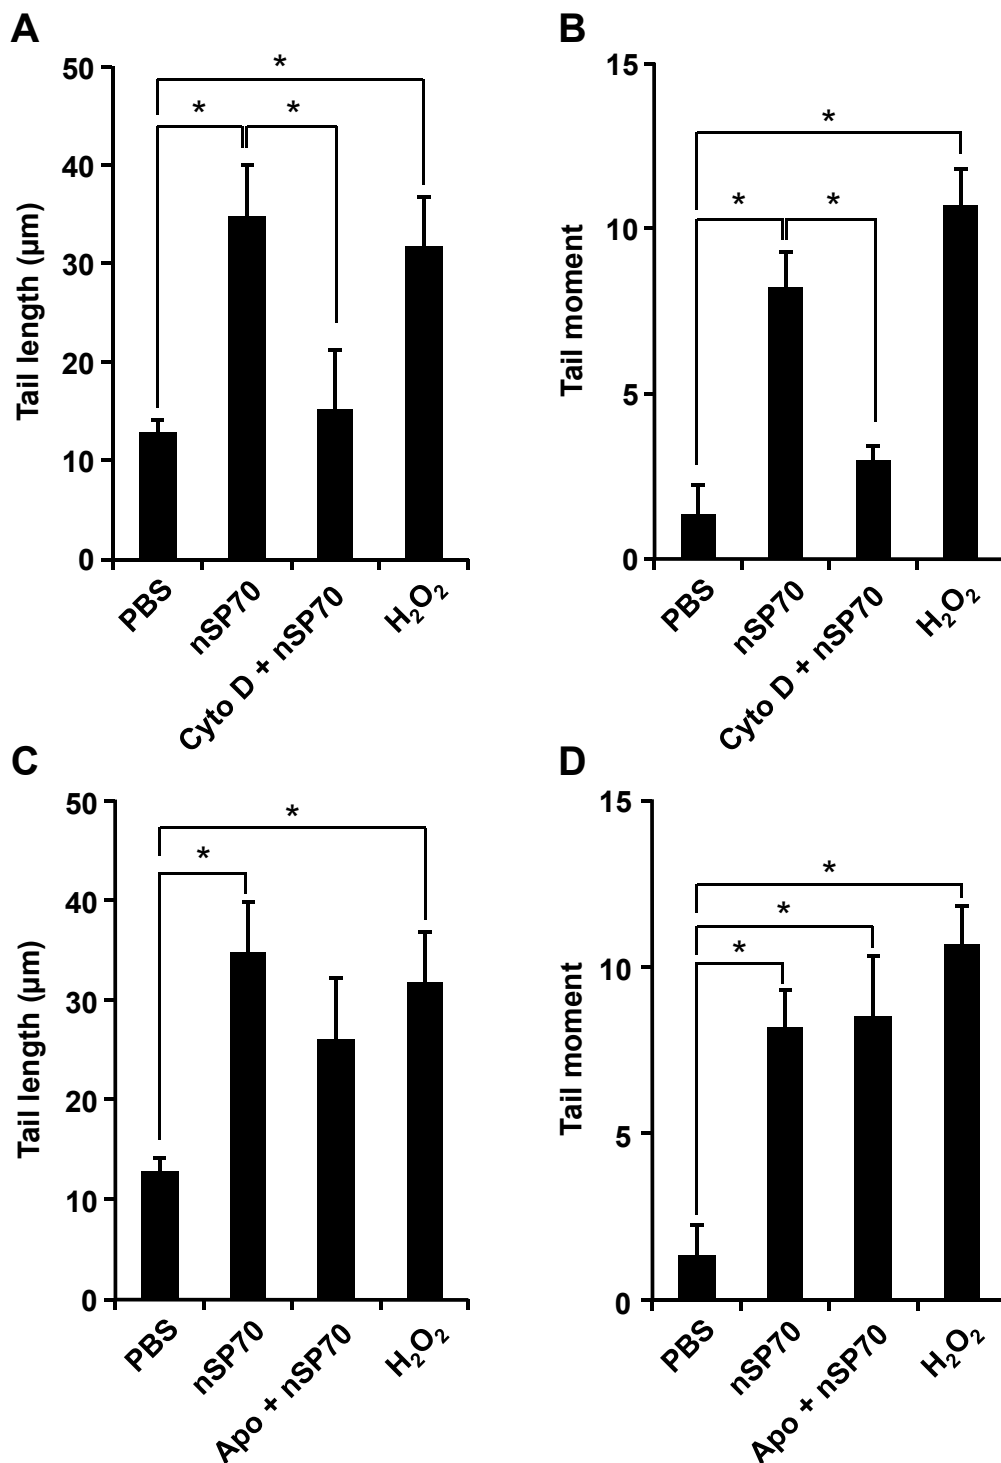 A
50
40
30
20
10
0
Tail length (µm)
*
*
*
PBS
nSP70
Cyto D + nSP70
H₂O₂
B
15
10
5
0
Tail moment
*
*
*
PBS
nSP70
Cyto D + nSP70
H₂O₂
C
50
40
30
20
10
0
Tail length (µm)
*
*
PBS
nSP70
Apo + nSP70
H₂O₂
D
15
10
5
0
Tail moment
*
*
*
PBS
nSP70
Apo + nSP70
H₂O₂